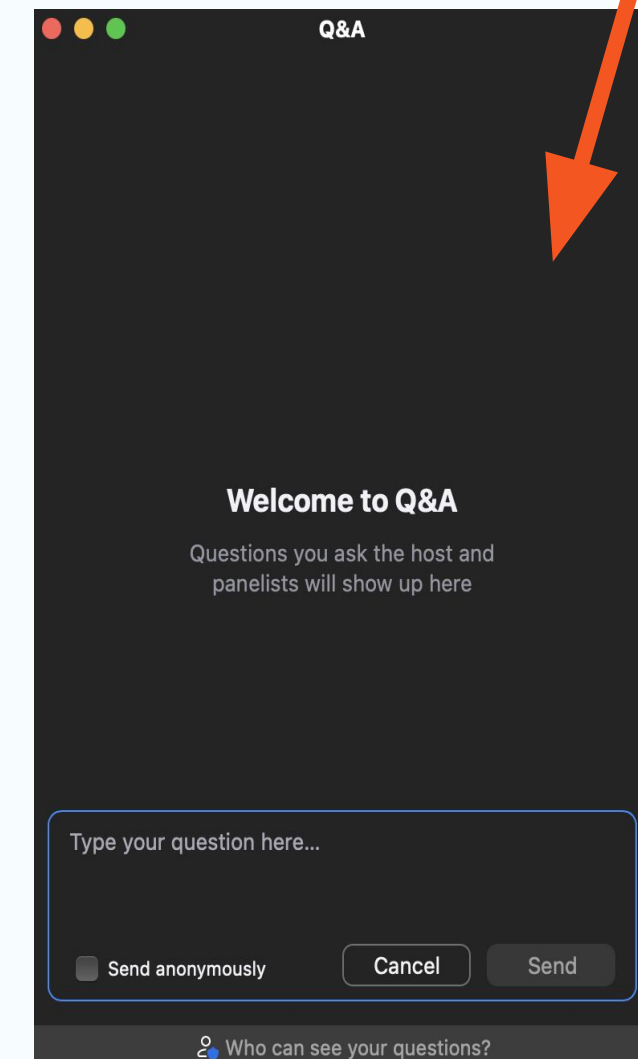 Q&A
Welcome to Q&A
Questions you ask the host and
panelists will show up here
Type your question here...
Send anonymously
Cancel
Send
Who can see your questions?